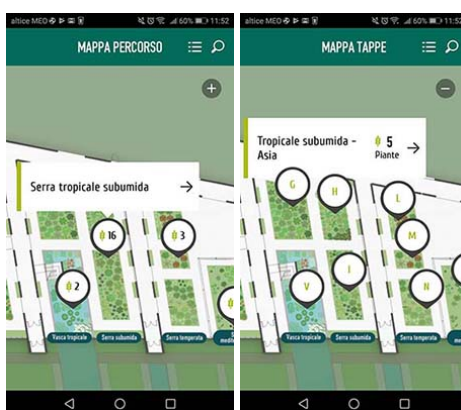 altice MEO 60% 11:52
MAPPA PERCORSO
Serra tropicale subumida
16
3
2
Vasca tropicale
Serra subumida
Serra temperata
altice MEO 60% 11:52
MAPPA TAPPE
Tropicale subumida -
Asia
5
Piante
G
H
L
M
I
V
N
Vasca tropicale
Serra subumida
Serra temperata